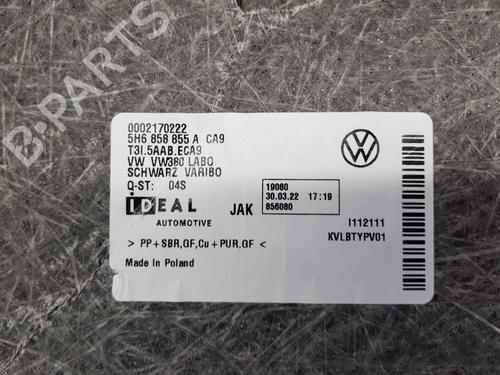 B-PARTS
0002170222
5H6 858 855 A CA9
T3I.5AAB.ECA9
VW VW380 LABO
SCHWARZ VARIBO
Q-ST: 04S
IDEAL
AUTOMOTIVE
JAK
19080
30.03.22 17:19
856080
I112111
KVLBTYPV01
> PP+SBR,GF,Cu+PUR,GF <
Made in Poland